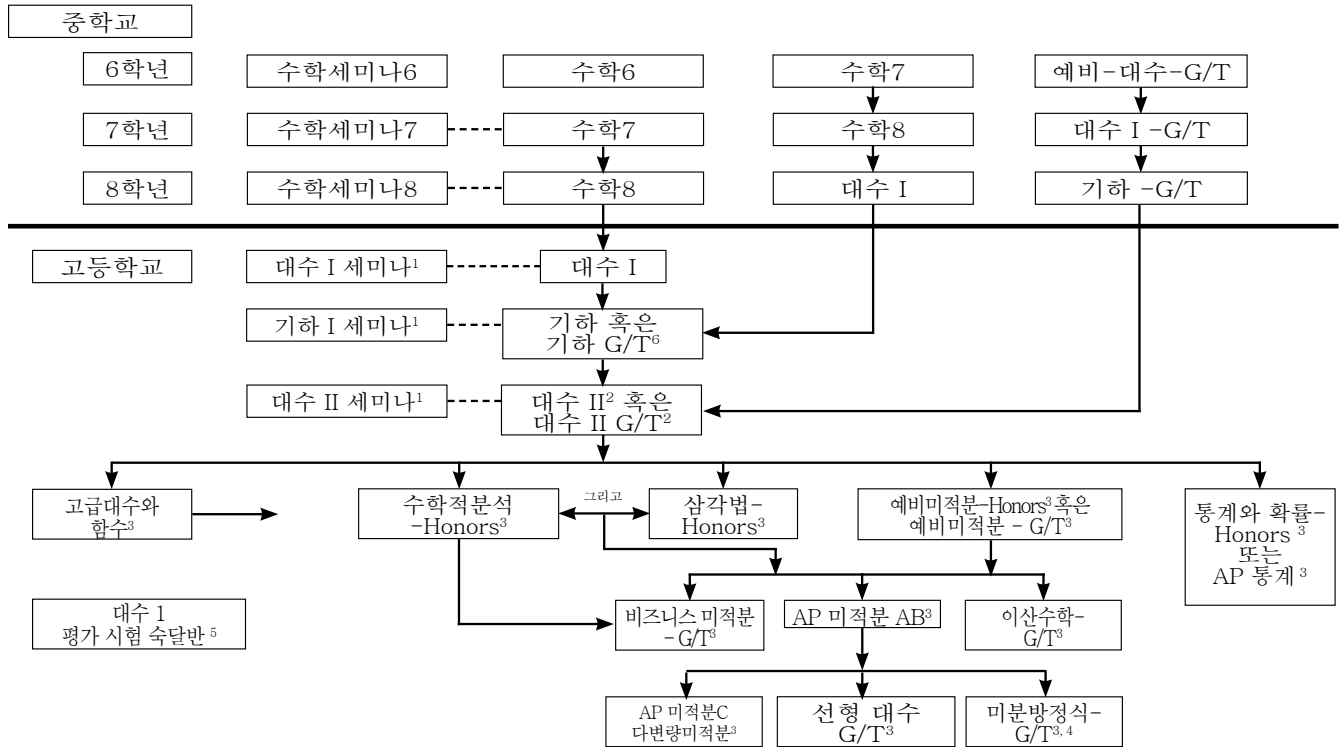 중학교
6학년 수학세미나6 수학6 수학7 예비-대수-G/T
7학년 수학세미나7 수학7 수학8 대수 I -G/T
8학년 수학세미나8 수학8 대수 I 기하 -G/T
고등학교 대수 I 세미나¹ 대수 I
기하 I 세미나¹
기하 혹은
기하 G/T⁶
대수 II 세미나¹
대수 II² 혹은
대수 II G/T²
고급대수와
함수³
수학적분석
-Honors³
그리고
삼각법-
Honors³
예비미적분-Honors³ 혹은
예비미적분 - G/T³
통계와 확률-
Honors ³
또는
AP 통계 ³
대수 1
평가 시험 숙달반 ⁵
비즈니스 미적분
- G/T³
AP 미적분 AB³
이산수학-
G/T³
AP 미적분C
다변량미적분³
선형 대수
G/T³
미분방정식-
G/T³, ⁴